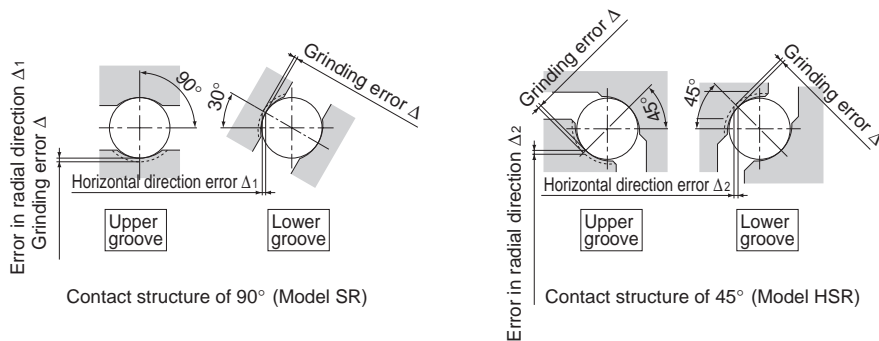 Error in radial direction Δ1
Grinding error Δ
90°
30°
Grinding error Δ
Horizontal direction error Δ1
Upper
groove
Lower
groove
Contact structure of 90° (Model SR)
Error in radial direction Δ2
Grinding error Δ
45°
45°
Grinding error Δ
Horizontal direction error Δ2
Upper
groove
Lower
groove
Contact structure of 45° (Model HSR)